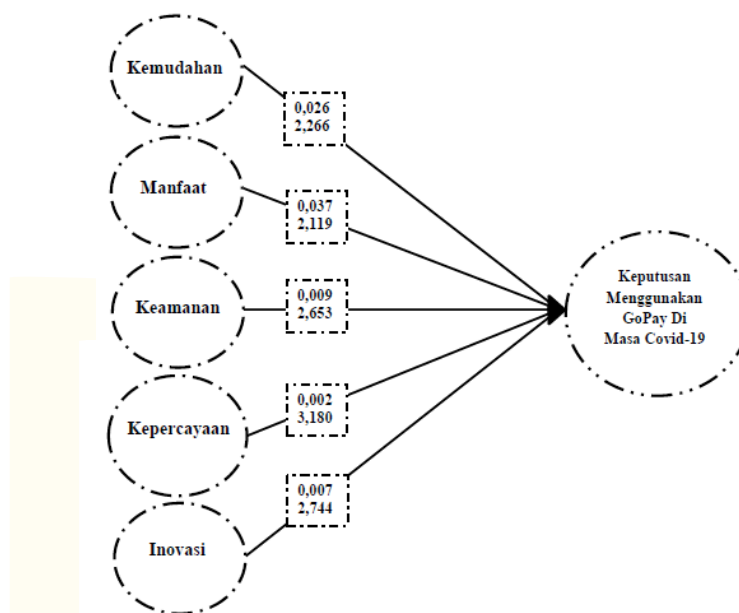 Kemudahan
0,026
2,266
Manfaat
0,037
2,119
Keamanan
0,009
2,653
Kepercayaan
0,002
3,180
Inovasi
0,007
2,744
Keputusan
Menggunakan
GoPay Di
Masa Covid-19